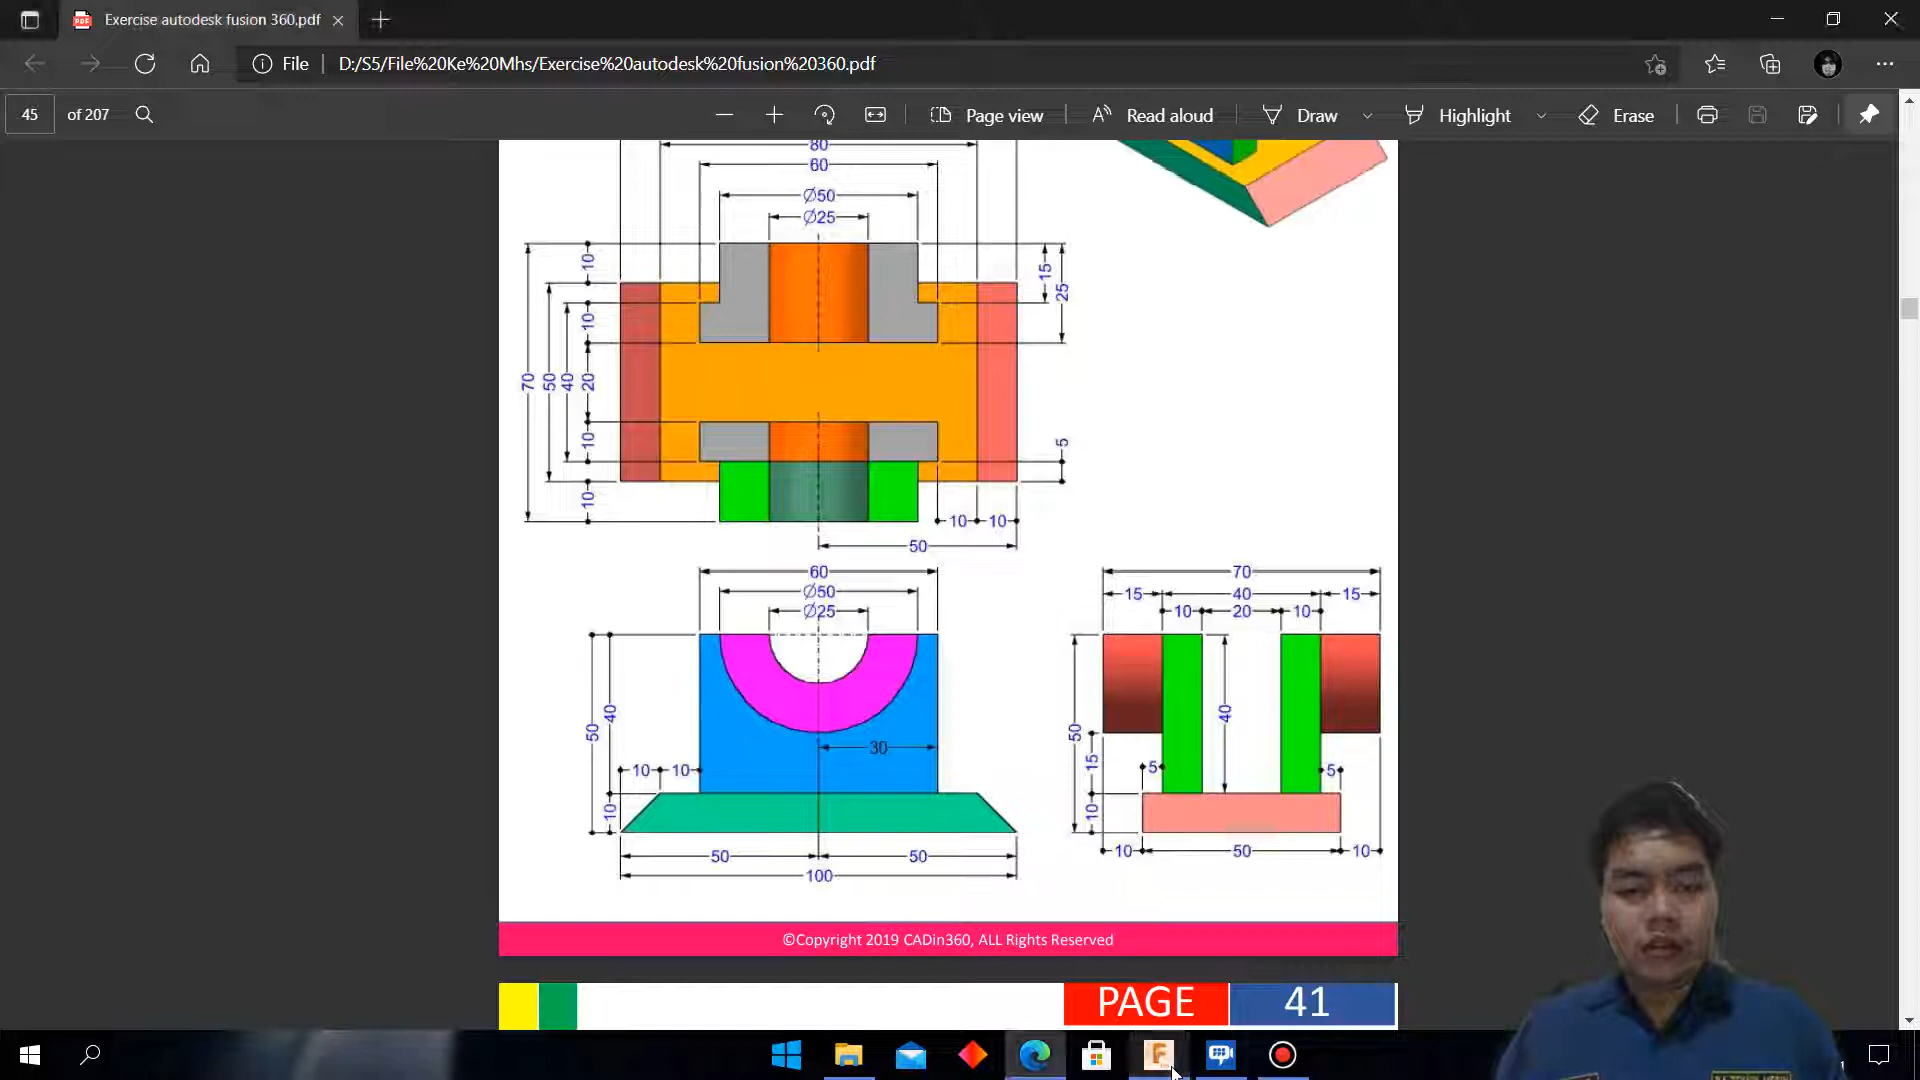 Exercise autodesk fusion 360.pdf
File
D:/S5/File%20Ke%20Mhs/Exercise%20autodesk%20fusion%20360.pdf
45 of 207
Page view
Read aloud
Draw
Highlight
Erase
80
60
Ø50
Ø25
10
15
25
10
70
50
40
20
10
5
10
10 10
50
60 70
Ø50 15 40 15
Ø25 10 20 10
50
40
30
10 10
10
50
40
15
5
5
10
50 50 10 50 10
100
©Copyright 2019 CADin360, ALL Rights Reserved
PAGE 41